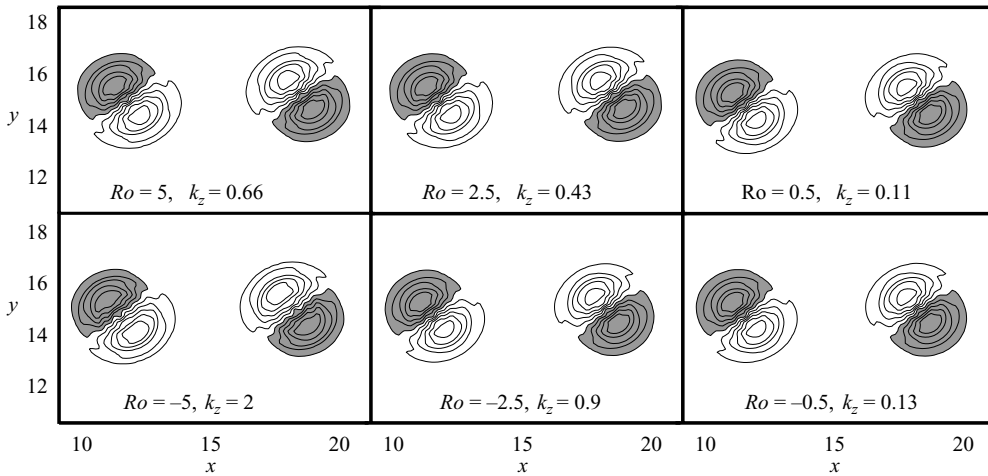 18
16
y
14
12
Ro = 5, k_z = 0.66
Ro = 2.5, k_z = 0.43
Ro = 0.5, k_z = 0.11
18
16
y
14
12
Ro = –5, k_z = 2
Ro = –2.5, k_z = 0.9
Ro = –0.5, k_z = 0.13
10 15 20 10 15 20 10 15 20
x x x